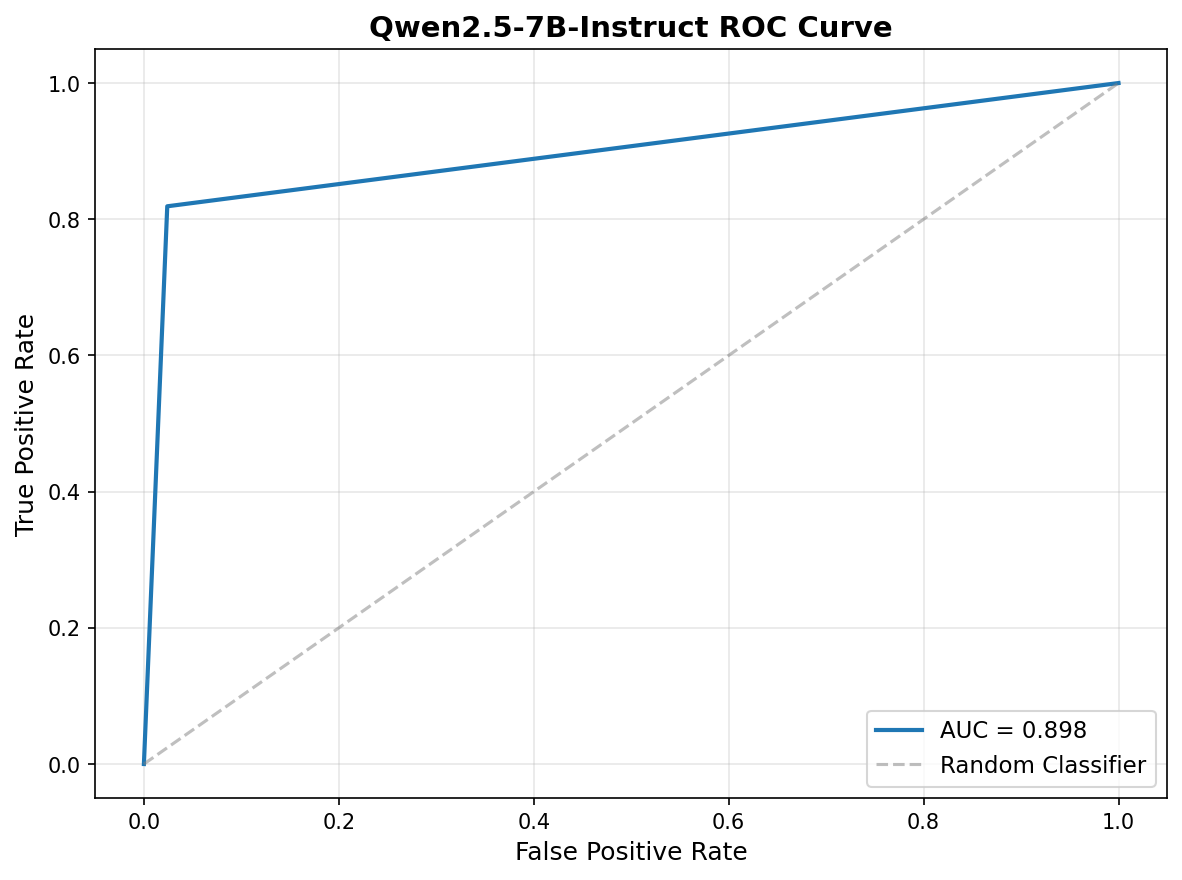 Qwen2.5-7B-Instruct ROC Curve
True Positive Rate
1.0
0.8
0.6
0.4
0.2
0.0
0.0 0.2 0.4 0.6 0.8 1.0
False Positive Rate
AUC = 0.898
Random Classifier